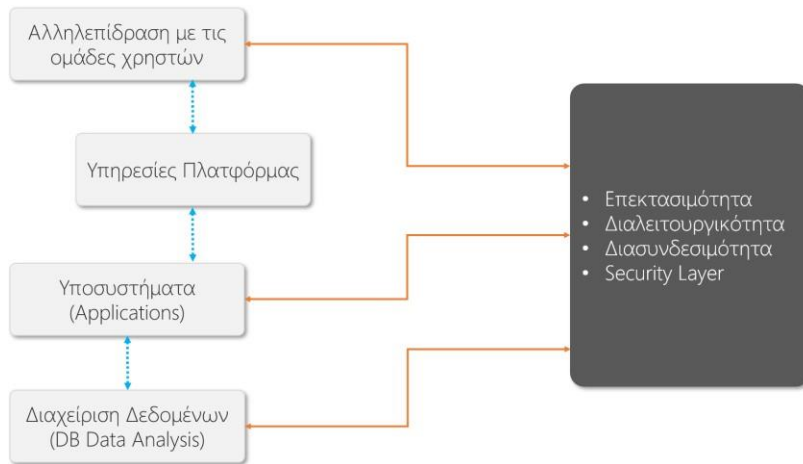 Αλληλεπίδραση με τις
ομάδες χρηστών
Υπηρεσίες Πλατφόρμας
Υποσυστήματα
(Applications)
Διαχείριση Δεδομένων
(DB Data Analysis)
• Επεκτασιμότητα
• Διαλειτουργικότητα
• Διασυνδεσιμότητα
• Security Layer